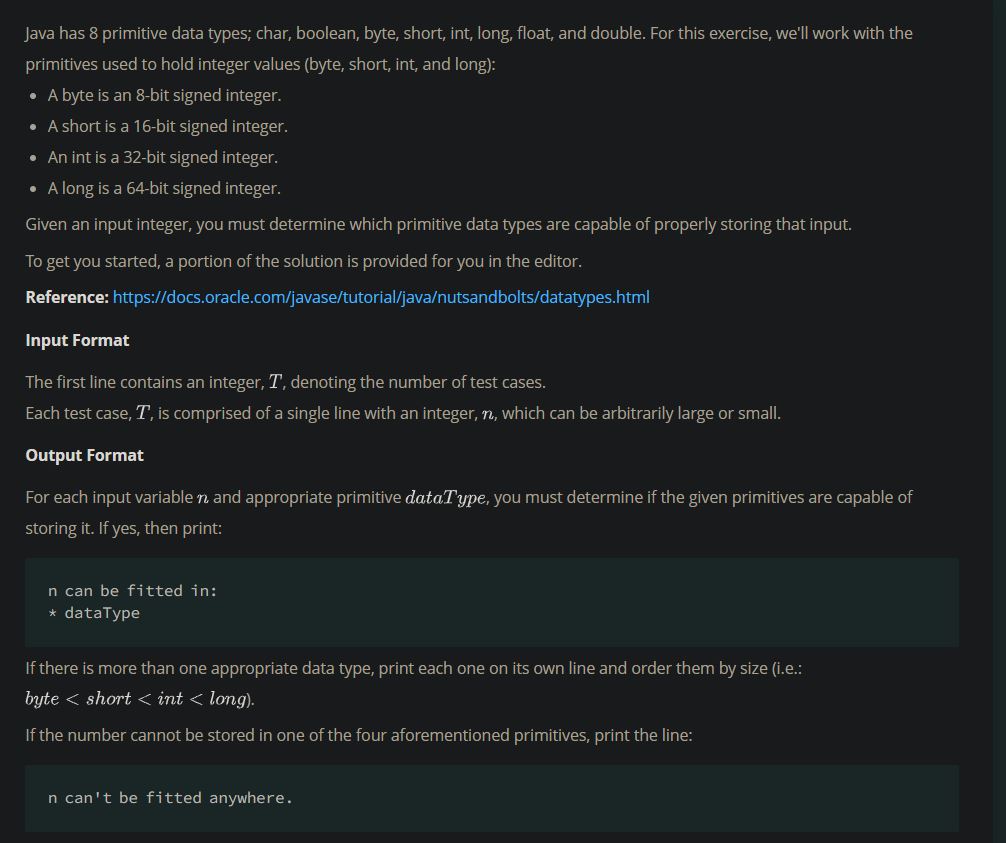 Java has 8 primitive data types; char, boolean, byte, short, int, long, float, and double. For this exercise, we'll work with the
primitives used to hold integer values (byte, short, int, and long):
• A byte is an 8-bit signed integer.
• A short is a 16-bit signed integer.
• An int is a 32-bit signed integer.
• A long is a 64-bit signed integer.
Given an input integer, you must determine which primitive data types are capable of properly storing that input.
To get you started, a portion of the solution is provided for you in the editor.
Reference: https://docs.oracle.com/javase/tutorial/java/nutsandbolts/datatypes.html
Input Format
The first line contains an integer, T, denoting the number of test cases.
Each test case, T, is comprised of a single line with an integer, n, which can be arbitrarily large or small.
Output Format
For each input variable n and appropriate primitive dataType, you must determine if the given primitives are capable of
storing it. If yes, then print:
n can be fitted in:
* dataType
If there is more than one appropriate data type, print each one on its own line and order them by size (i.e.:
byte < short < int < long).
If the number cannot be stored in one of the four aforementioned primitives, print the line:
n can't be fitted anywhere.